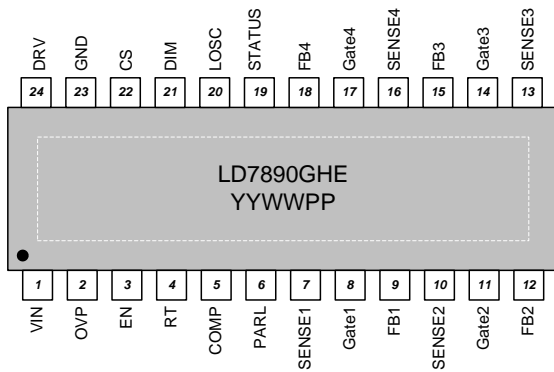 DRV GND CS DIM LOSC STATUS FB4 Gate4 SENSE4 FB3 Gate3 SENSE3
24 23 22 21 20 19 18 17 16 15 14 13
LD7890GHE
YYWWPP
1 2 3 4 5 6 7 8 9 10 11 12
VIN OVP EN RT COMP PARL SENSE1 Gate1 FB1 SENSE2 Gate2 FB2